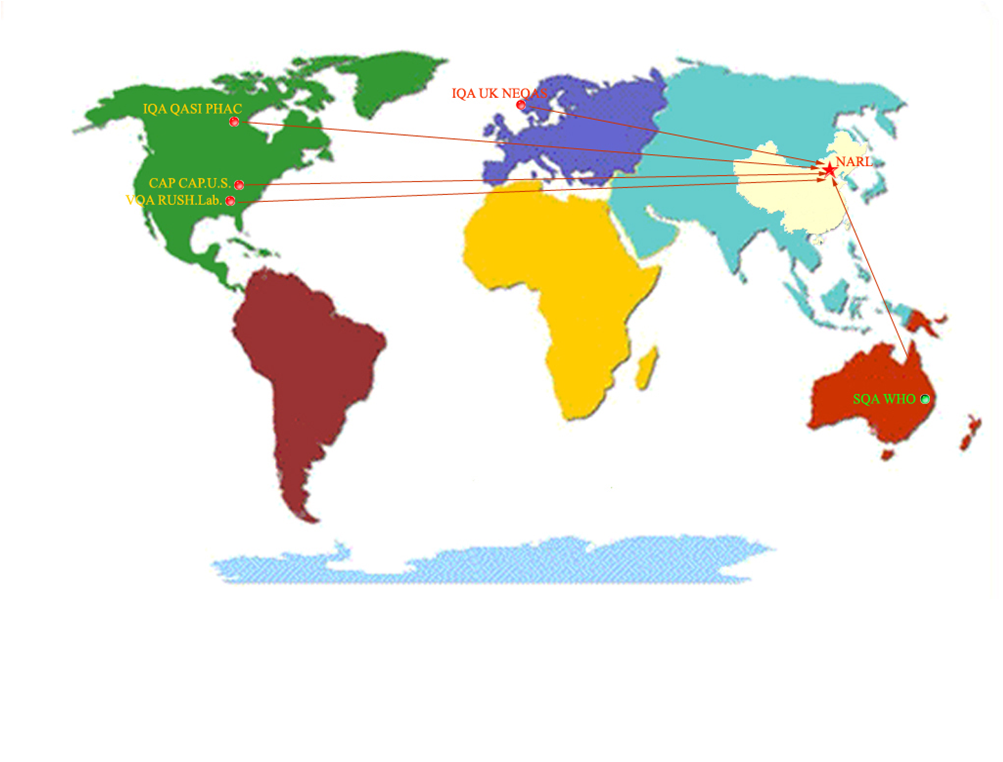 IQA UK NEQAS
IQA QASI PHAC
NARL
CAP CAP.U.S.
VQA RUSH.Lab.
SQA WHO